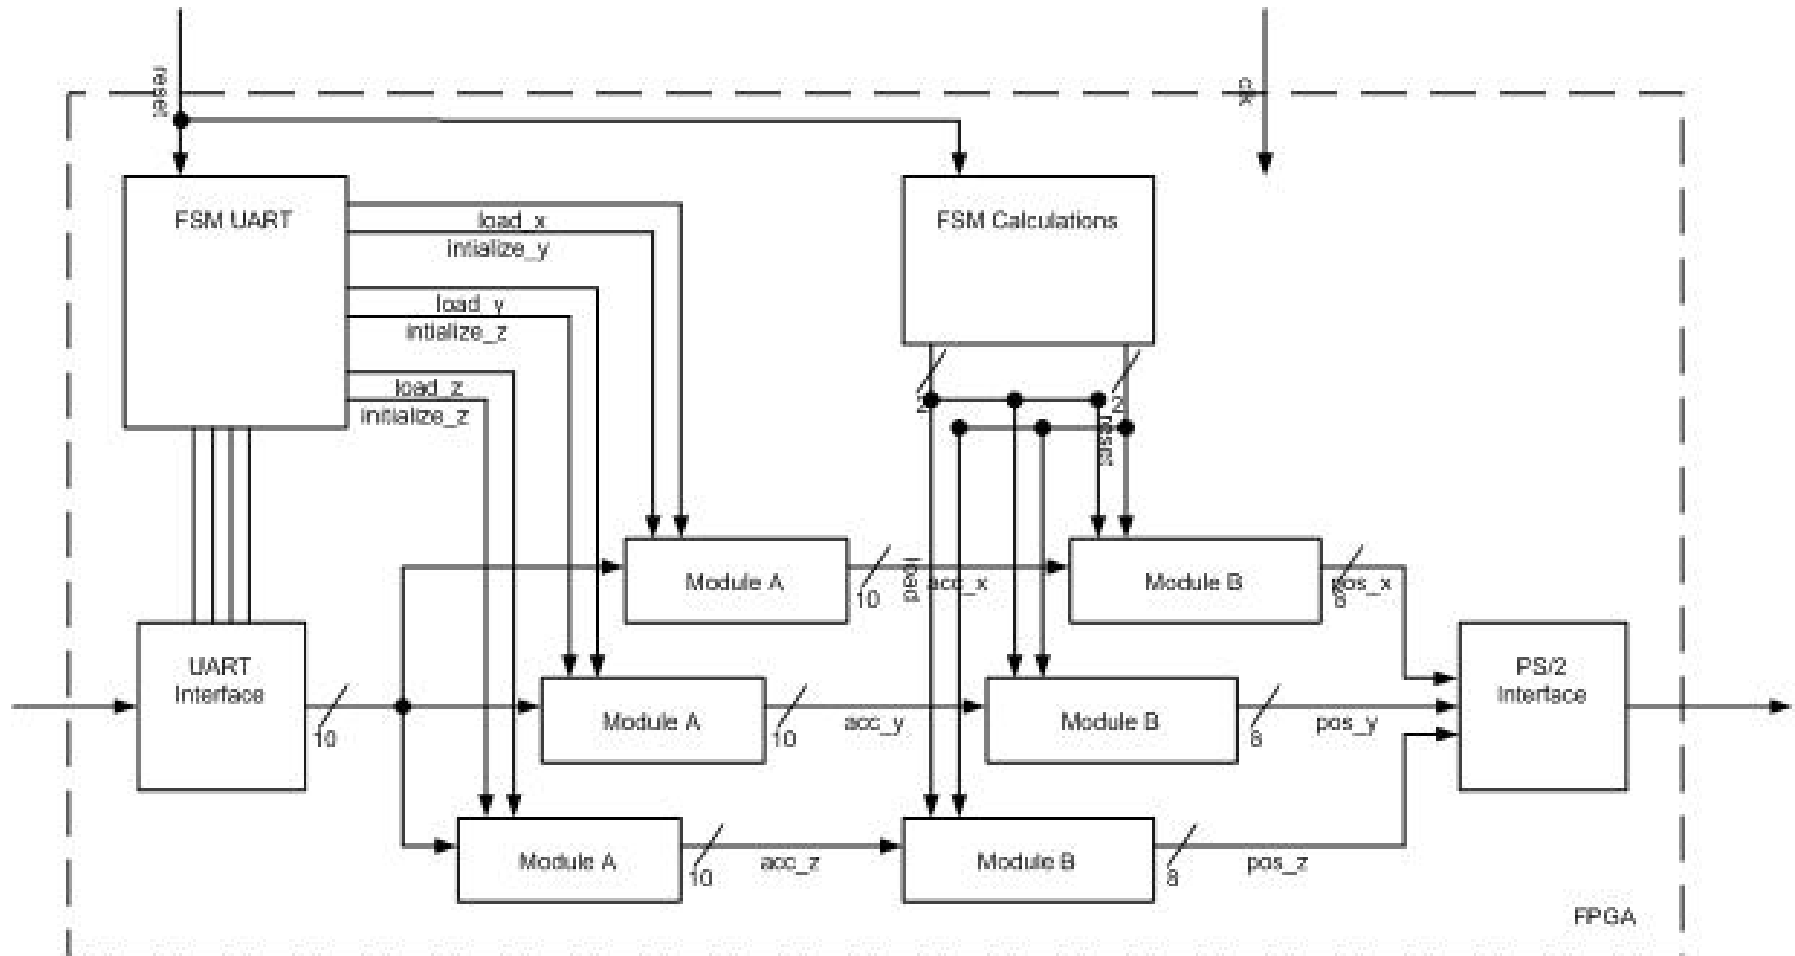 reset
clk
FSM UART
FSM Calculations
load_x
intialize_y
load_y
intialize_z
load_z
initialize_z
2
2
reset
Module A
10
load
acc_x
Module B
8
pos_x
UART
Interface
10
Module A
10
acc_y
Module B
8
pos_y
PS/2
Interface
Module A
10
acc_z
Module B
8
pos_z
FPGA